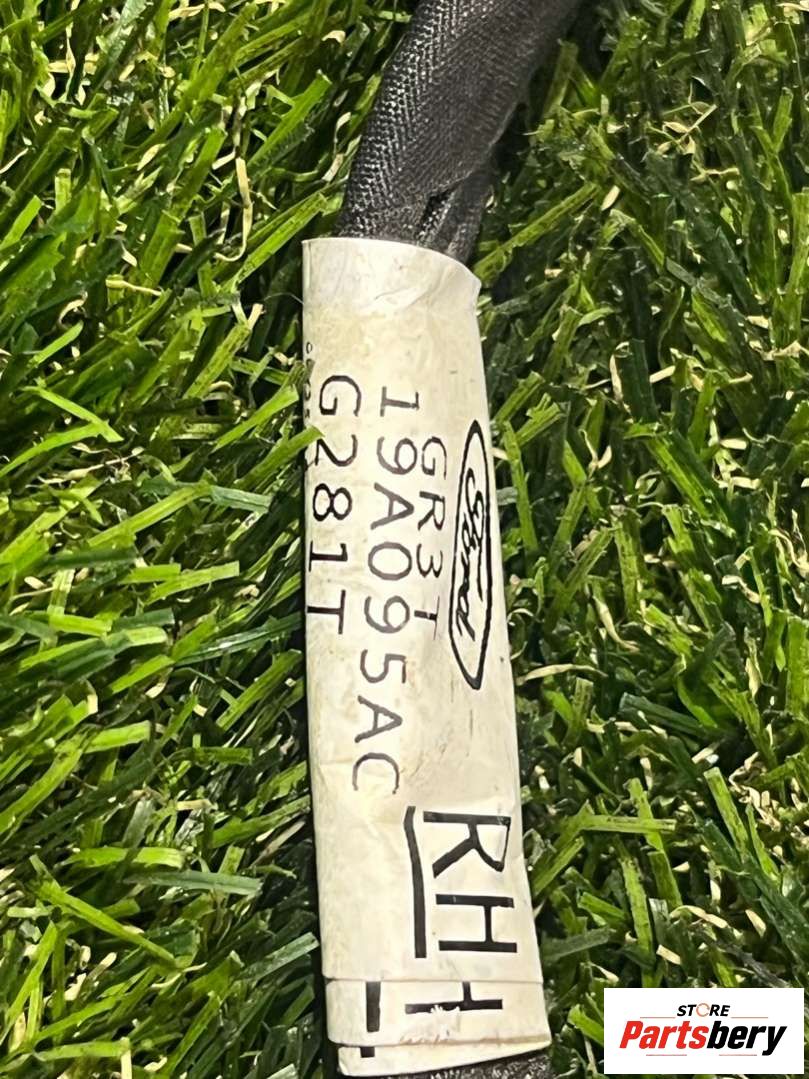 Ford
GR3T
19A095AC
G281T
RH
STORE
Partsbery